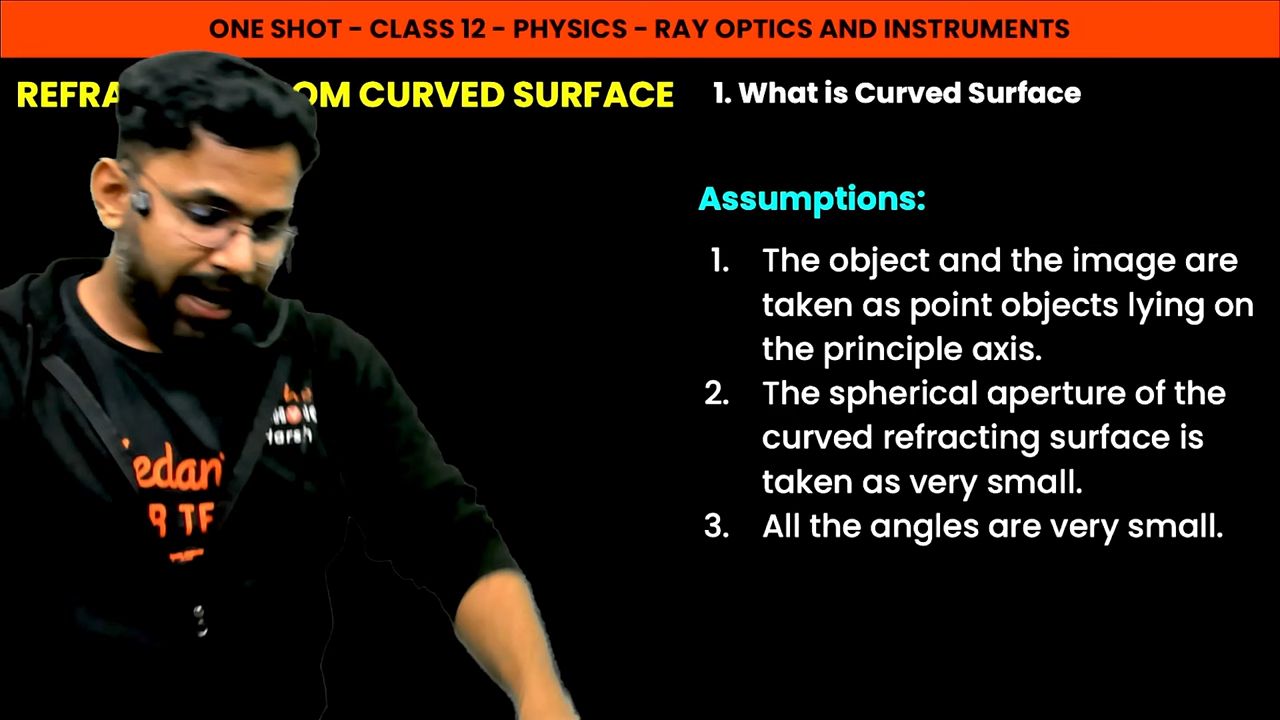 ONE SHOT - CLASS 12 - PHYSICS - RAY OPTICS AND INSTRUMENTS
CURVED SURFACE
1. What is Curved Surface
Assumptions:
1. The object and the image are
taken as point objects lying on
the principle axis.
2. The spherical aperture of the
curved refracting surface is
taken as very small.
3. All the angles are very small.